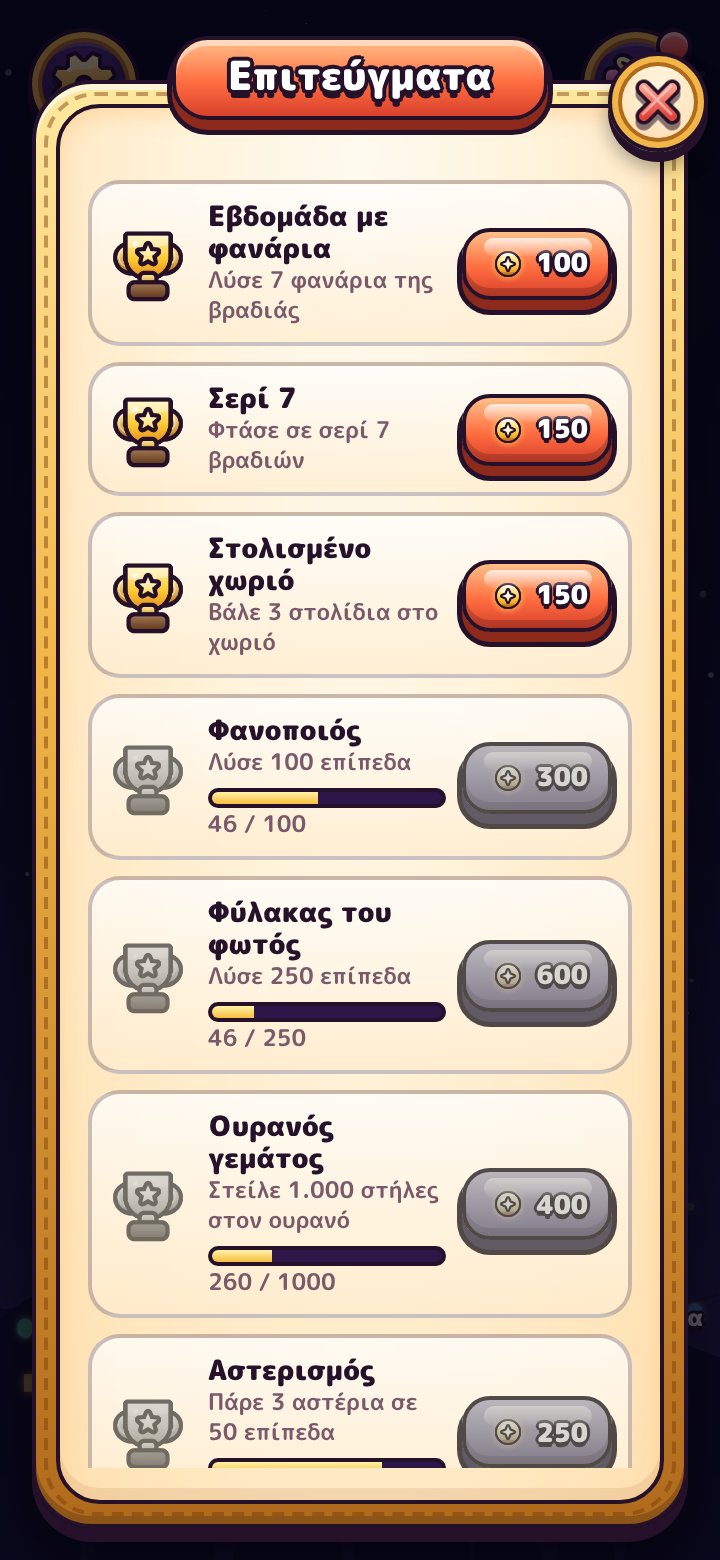 Επιτεύγματα
Εβδομάδα με
φανάρια
Λύσε 7 φανάρια της
βραδιάς
100
Σερί 7
Φτάσε σε σερί 7
βραδιών
150
Στολισμένο
χωριό
Βάλε 3 στολίδια στο
χωριό
150
Φανοποιός
Λύσε 100 επίπεδα
46 / 100
300
Φύλακας του
φωτός
Λύσε 250 επίπεδα
46 / 250
600
Ουρανός
γεμάτος
Στείλε 1.000 στήλες
στον ουρανό
260 / 1000
400
Αστερισμός
Πάρε 3 αστέρια σε
50 επίπεδα
250